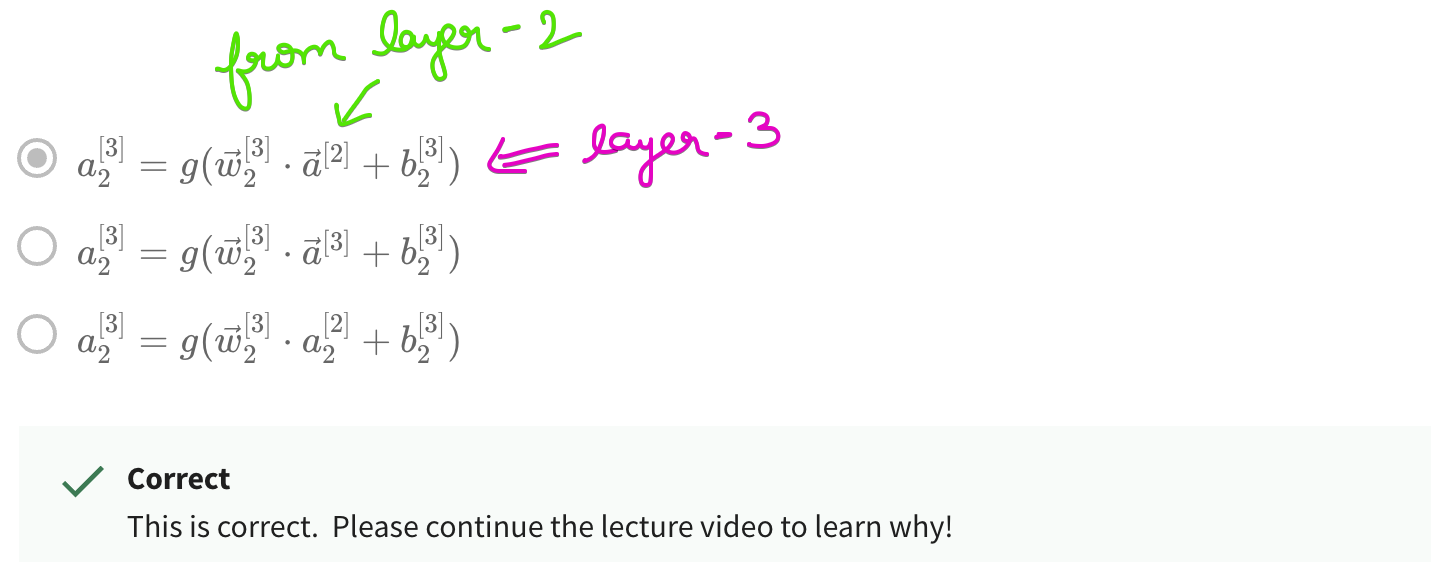 from layer-2
$a_2^{[3]} = g(\vec{w}_2^{[3]} \cdot \vec{a}^{[2]} + b_2^{[3]})$ layer-3
$a_2^{[3]} = g(\vec{w}_2^{[3]} \cdot \vec{a}^{[3]} + b_2^{[3]})$
$a_2^{[3]} = g(\vec{w}_2^{[3]} \cdot a_2^{[2]} + b_2^{[3]})$
Correct
This is correct. Please continue the lecture video to learn why!